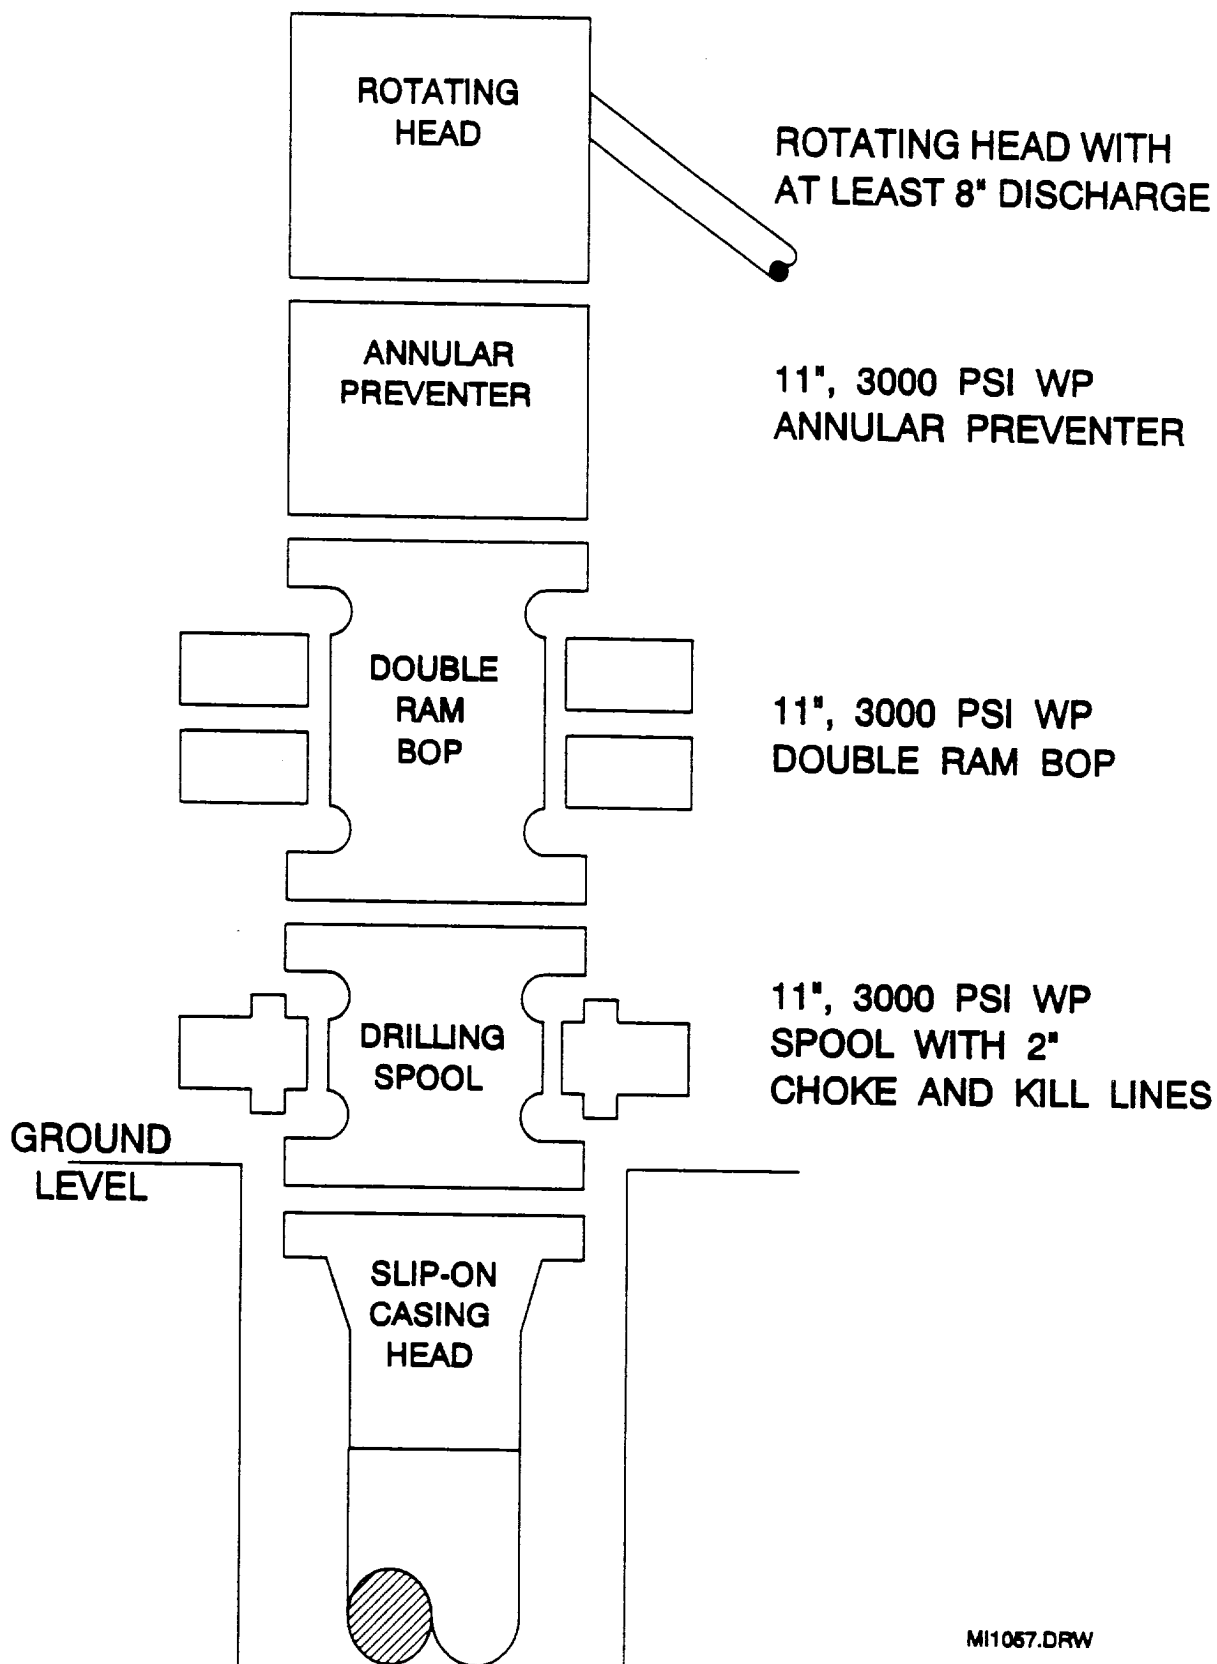 ROTATING
HEAD
ROTATING HEAD WITH
AT LEAST 8" DISCHARGE
ANNULAR
PREVENTER
11", 3000 PSI WP
ANNULAR PREVENTER
DOUBLE
RAM
BOP
11", 3000 PSI WP
DOUBLE RAM BOP
DRILLING
SPOOL
11", 3000 PSI WP
SPOOL WITH 2"
CHOKE AND KILL LINES
GROUND
LEVEL
SLIP-ON
CASING
HEAD
MI1057.DRW